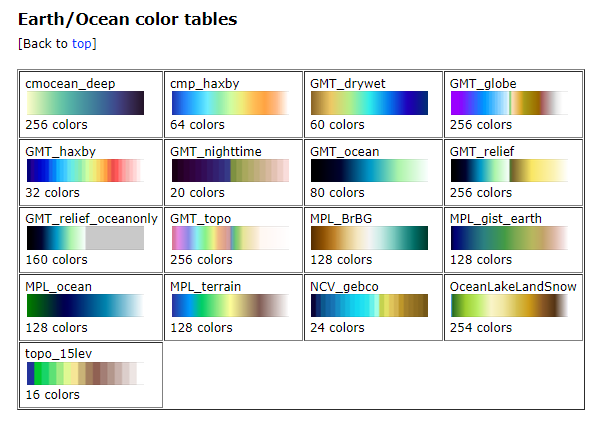 Earth/Ocean color tables
[Back to top]
cmocean_deep
256 colors
cmp_haxby
64 colors
GMT_drywet
60 colors
GMT_globe
256 colors
GMT_haxby
32 colors
GMT_nighttime
20 colors
GMT_ocean
80 colors
GMT_relief
256 colors
GMT_relief_oceanonly
160 colors
GMT_topo
256 colors
MPL_BrBG
128 colors
MPL_gist_earth
128 colors
MPL_ocean
128 colors
MPL_terrain
128 colors
NCV_gebco
24 colors
OceanLakeLandSnow
254 colors
topo_15lev
16 colors